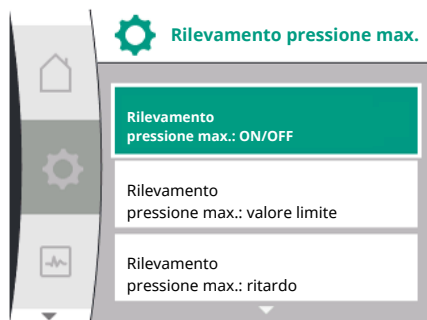 Rilevamento pressione max.
Rilevamento
pressione max.: ON/OFF
Rilevamento
pressione max.: valore limite
Rilevamento
pressione max.: ritardo